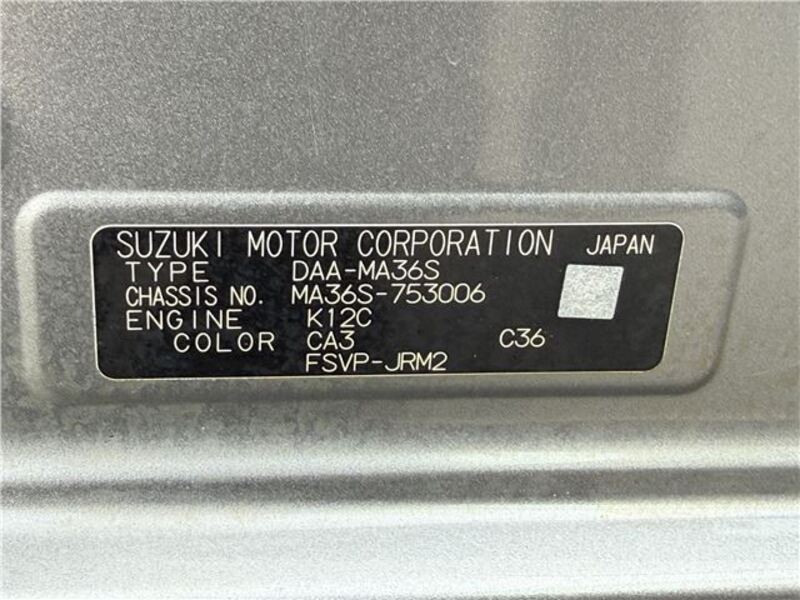 SUZUKI MOTOR CORPORATION JAPAN
TYPE DAA-MA36S
CHASSIS NO. MA36S-753006
ENGINE K12C
COLOR CA3 C36
FSVP-JRM2